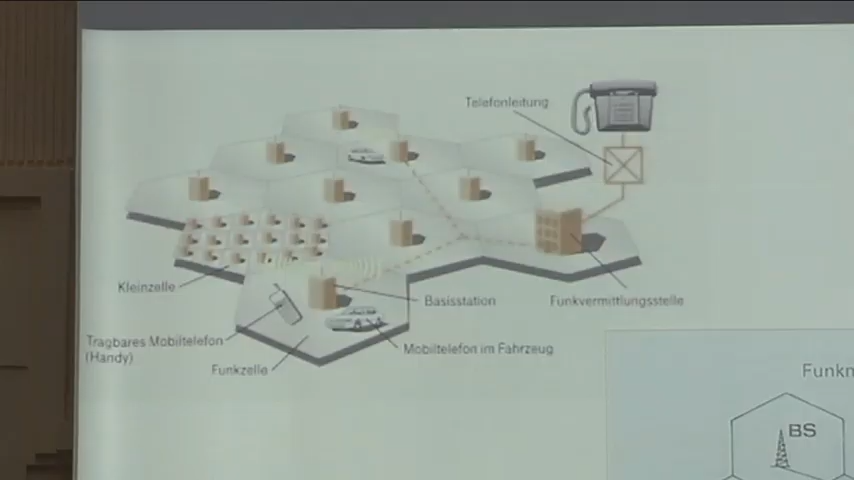 Telefonleitung
Kleinzelle
Basisstation
Funkvermittlungsstelle
Tragbares Mobiltelefon
(Handy)
Mobiltelefon im Fahrzeug
Funkzelle
BS